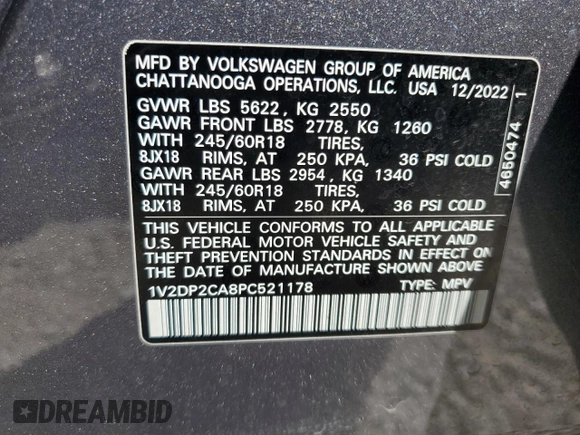 MFD BY VOLKSWAGEN GROUP OF AMERICA
CHATTANOOGA OPERATIONS, LLC. USA 12/2022
GVWR LBS 5622, KG 2550
GAWR FRONT LBS 2778, KG 1260
WITH 245/60R18 TIRES,
8JX18 RIMS, AT 250 KPA, 36 PSI COLD
GAWR REAR LBS 2954, KG 1340
WITH 245/60R18 TIRES,
8JX18 RIMS, AT 250 KPA, 36 PSI COLD
THIS VEHICLE CONFORMS TO ALL APPLICABLE
U.S. FEDERAL MOTOR VEHICLE SAFETY AND
THEFT PREVENTION STANDARDS IN EFFECT ON
DATE OF MANUFACTURE SHOWN ABOVE
1V2DP2CA8PC521178 TYPE: MPV
4650474 1
DREAMBID